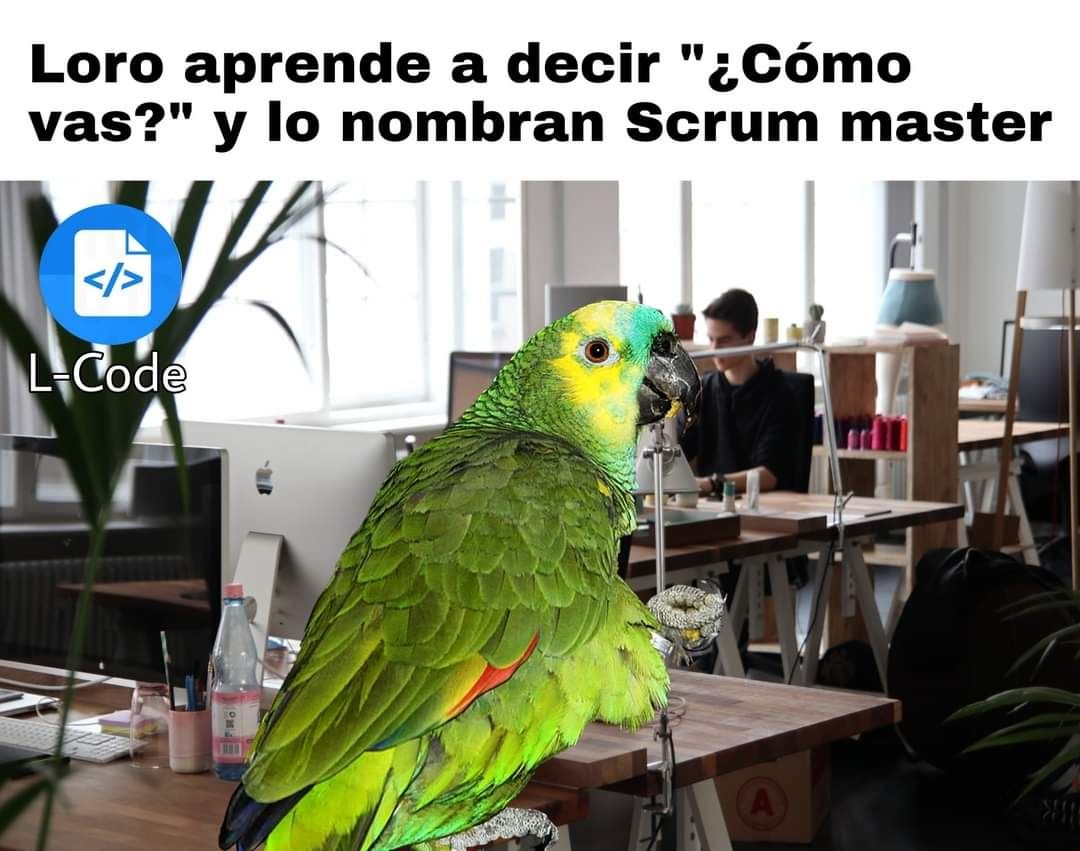 Loro aprende a decir "¿Cómo
vas?" y lo nombran Scrum master
</>
L-Code
A